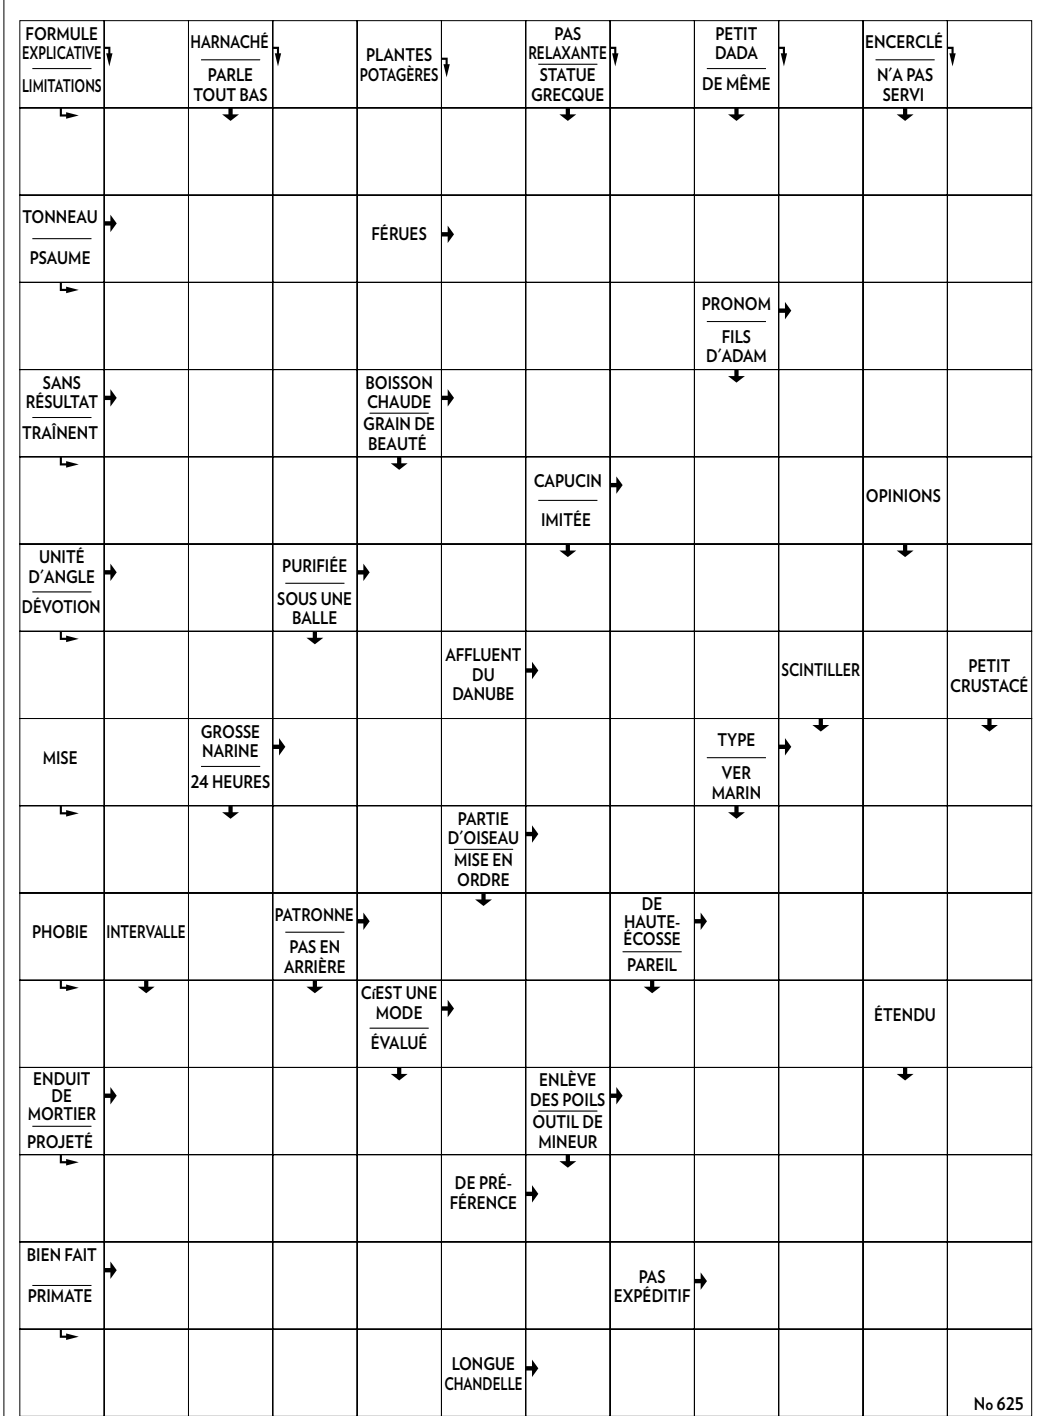 FORMULE
EXPLICATIVE
LIMITATIONS
HARNACHÉ
PARLE
TOUT BAS
PLANTES
POTAGÈRES
PAS
RELAXANTE
STATUE
GRECQUE
PETIT
DADA
DE MÊME
ENCERCLÉ
N'A PAS
SERVI
TONNEAU
PSAUME
FÉRUES
PRONOM
FILS
D'ADAM
SANS
RÉSULTAT
TRAÎNENT
BOISSON
CHAUDE
GRAIN DE
BEAUTÉ
CAPUCIN
IMITÉE
OPINIONS
UNITÉ
D'ANGLE
DÉVOTION
PURIFIÉE
SOUS UNE
BALLE
AFFLUENT
DU
DANUBE
SCINTILLER
PETIT
CRUSTACÉ
MISE
GROSSE
NARINE
24 HEURES
TYPE
VER
MARIN
PARTIE
D'OISEAU
MISE EN
ORDRE
PHOBIE
INTERVALLE
PATRONNE
PAS EN
ARRIÈRE
DE
HAUTE-
ÉCOSSE
PAREIL
CíEST UNE
MODE
ÉVALUÉ
ÉTENDU
ENDUIT
DE
MORTIER
PROJETÉ
ENLÈVE
DES POILS
OUTIL DE
MINEUR
DE PRÉ-
FÉRENCE
BIEN FAIT
PRIMATE
PAS
EXPÉDITIF
LONGUE
CHANDELLE
No 625